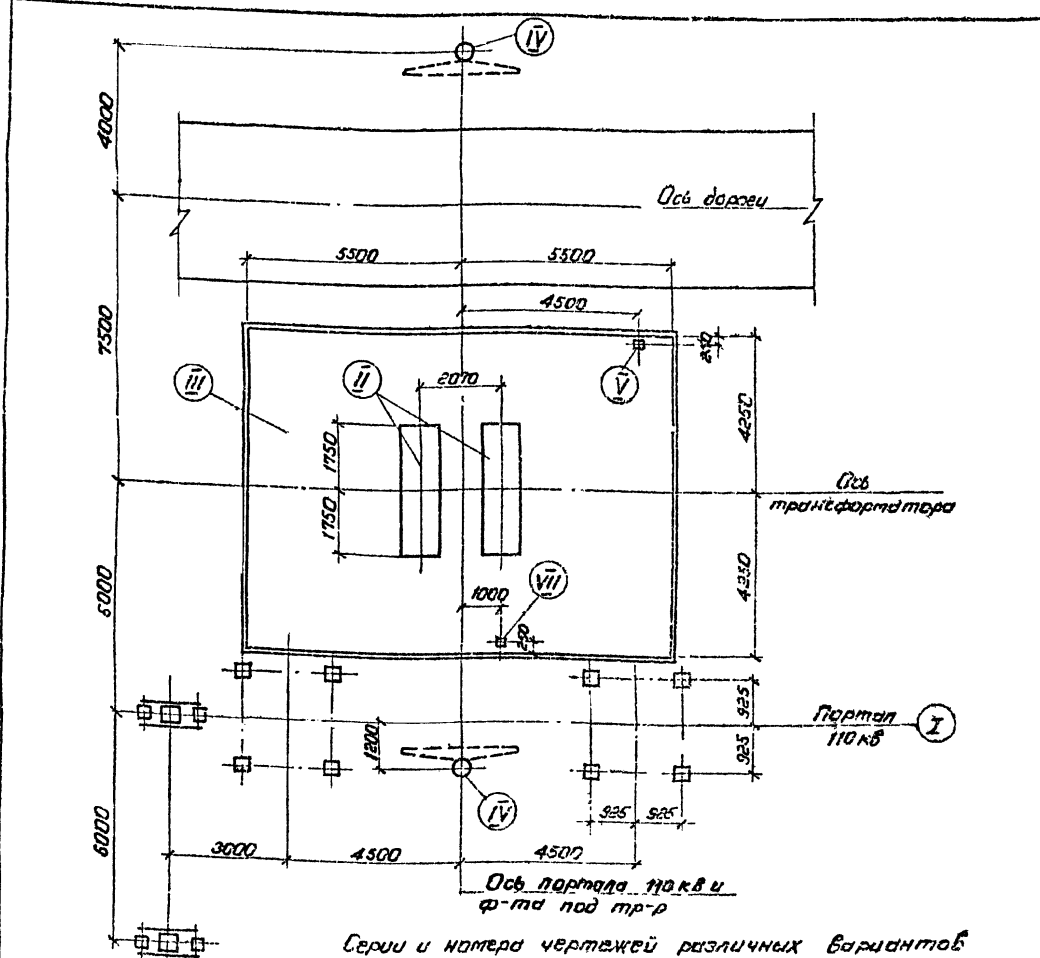 IV
4000
Ось дороги
5500
5500
4500
7500
250
V
III
II
2070
4250
1750
Ось
трансформатора
1750
4250
6000
VII
1000
250
925
Портал
110 кв
I
1200
925
IV
925
925
6000
3000
4500
4500
Ось портала 110 кв и
ф-та под тр-р
Серии и номера чертежей различных вариантов